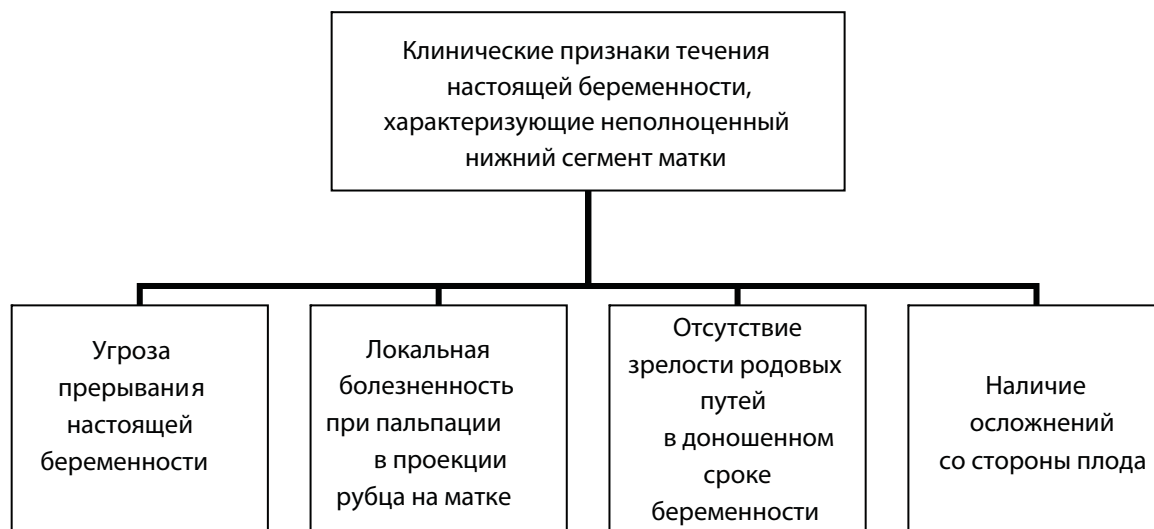 Клинические признаки течения
настоящей беременности,
характеризующие неполноценный
нижний сегмент матки
Угроза
прерывания
настоящей
беременности
Локальная
болезненность
при пальпации
в проекции
рубца на матке
Отсутствие
зрелости родовых
путей
в доношенном
сроке
беременности
Наличие
осложнений
со стороны плода